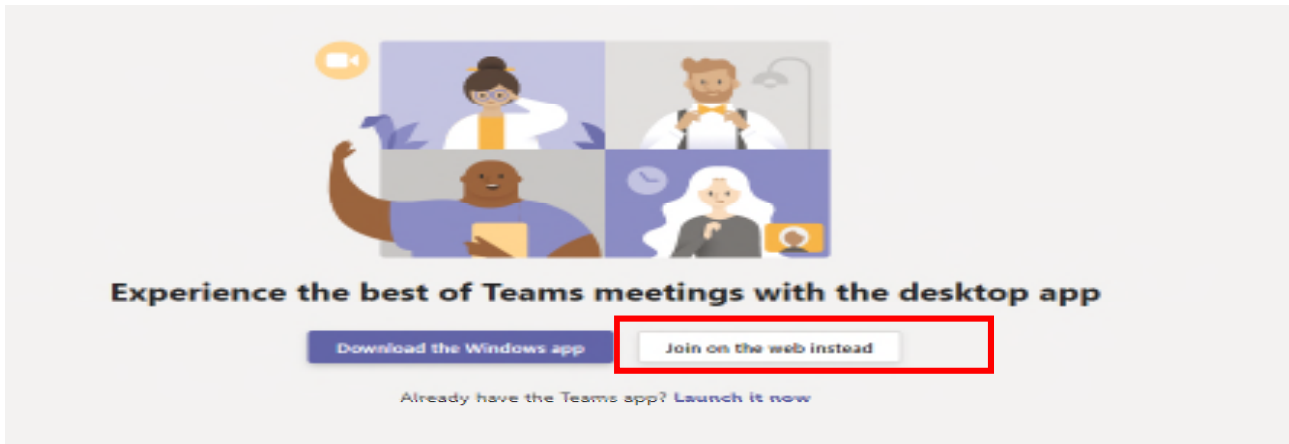 Experience the best of Teams meetings with the desktop app
Download the Windows app
Join on the web instead
Already have the Teams app? Launch it now